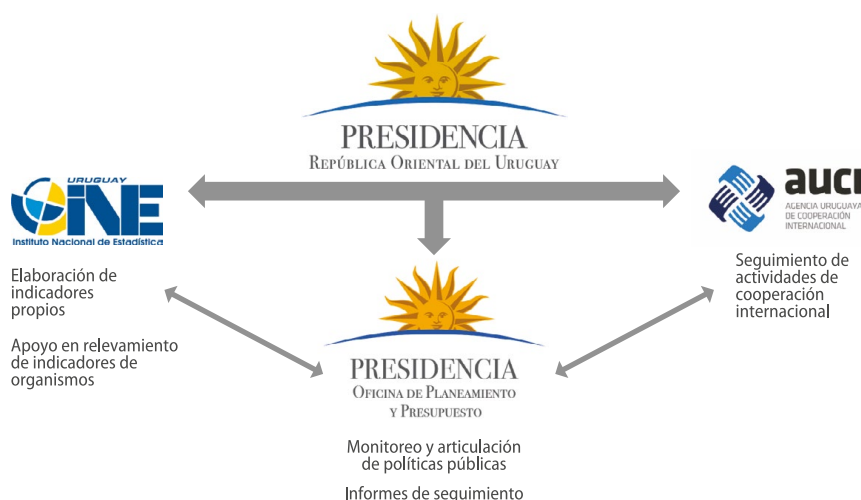 PRESIDENCIA
REPÚBLICA ORIENTAL DEL URUGUAY
URUGUAY
INE
Instituto Nacional de Estadística
auci
AGENCIA URUGUAYA
DE COOPERACIÓN
INTERNACIONAL
Elaboración de
indicadores
propios
Apoyo en relevamiento
de indicadores de
organismos
Seguimiento de
actividades de
cooperación
internacional
PRESIDENCIA
OFICINA DE PLANEAMIENTO
Y PRESUPUESTO
Monitoreo y articulación
de políticas públicas
Informes de seguimiento